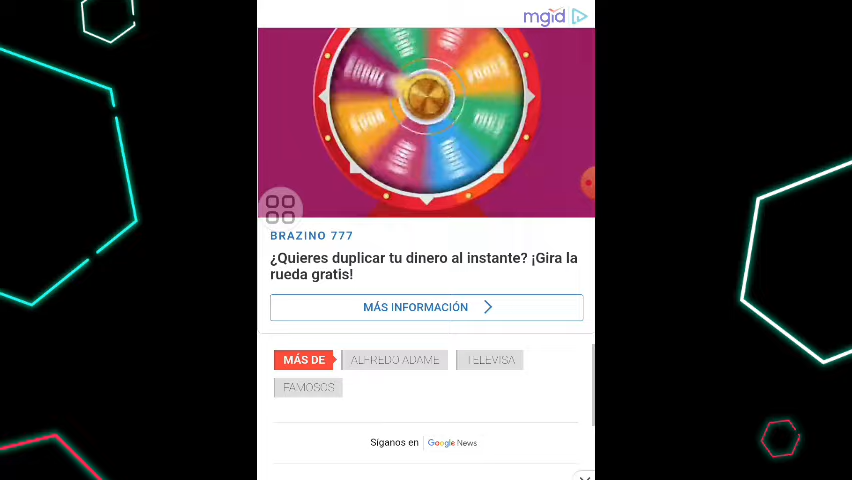 mgid
BRAZINO 777
¿Quieres duplicar tu dinero al instante? ¡Gira la
rueda gratis!
MÁS INFORMACIÓN
MÁS DE
ALFREDO ADAME
TELEVISA
FAMOSOS
Síganos en Google News